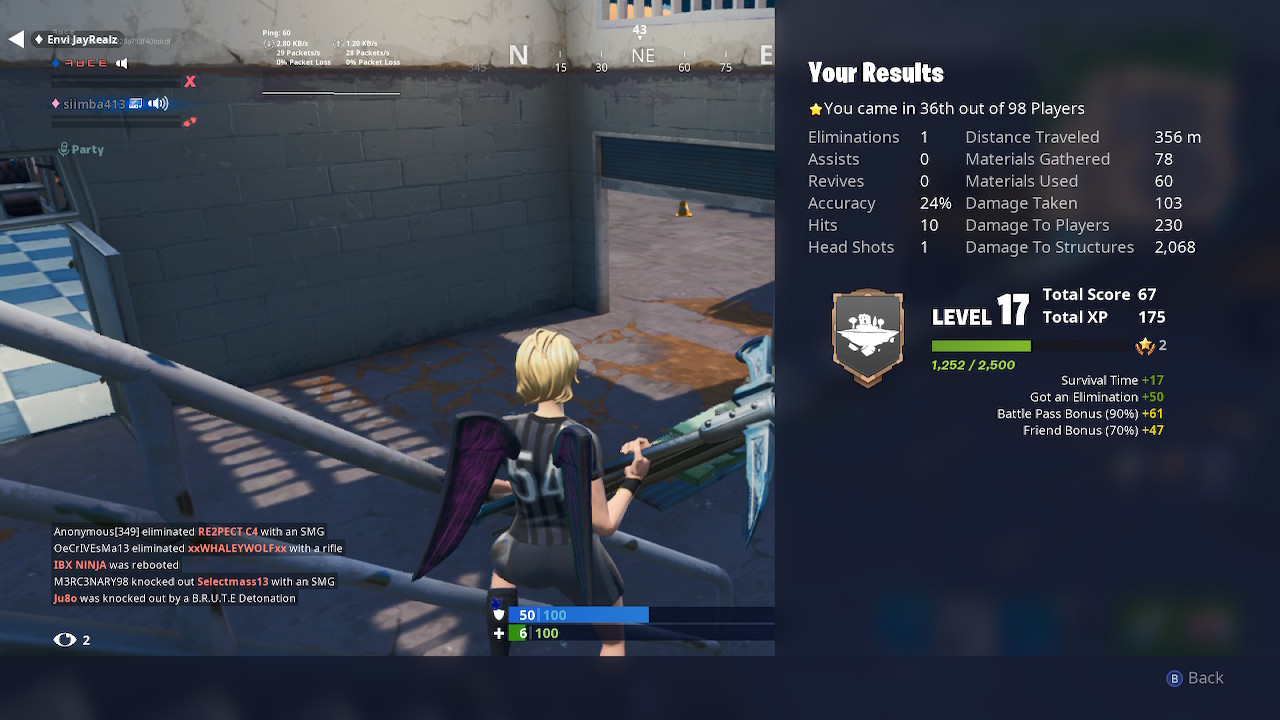 Envi JayRealz
Ping: 60
2.80 KB/s 1.20 KB/s
29 Packets/s 28 Packets/s
0% Packet Loss 0% Packet Loss
43
345 N 15 30 NE 60 75 E
siimba413
Party
64
Anonymous[349] eliminated RE2PECT C4 with an SMG
OeCrIVEsMa13 eliminated xxWHALEYWOLFxx with a rifle
IBX NINJA was rebooted
M3RC3NARY98 knocked out Selectmass13 with an SMG
Ju8o was knocked out by a B.R.U.T.E Detonation
2
50 | 100
6 | 100
Your Results
You came in 36th out of 98 Players
Eliminations 1 Distance Traveled 356 m
Assists 0 Materials Gathered 78
Revives 0 Materials Used 60
Accuracy 24% Damage Taken 103
Hits 10 Damage To Players 230
Head Shots 1 Damage To Structures 2,068
LEVEL 17
Total Score 67
Total XP 175
2
1,252 / 2,500
Survival Time +17
Got an Elimination +50
Battle Pass Bonus (90%) +61
Friend Bonus (70%) +47
B Back